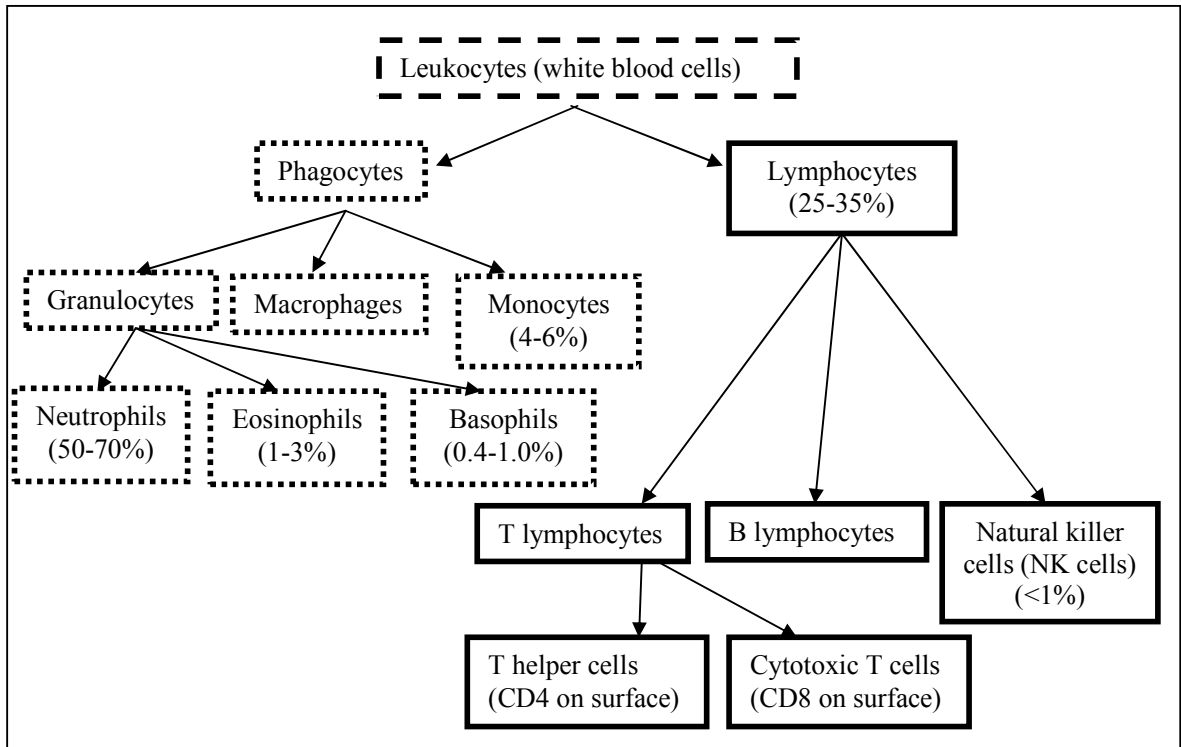 Leukocytes (white blood cells)
Phagocytes
Lymphocytes
(25-35%)
Granulocytes
Macrophages
Monocytes
(4-6%)
Neutrophils
(50-70%)
Eosinophils
(1-3%)
Basophils
(0.4-1.0%)
T lymphocytes
B lymphocytes
Natural killer
cells (NK cells)
(<1%)
T helper cells
(CD4 on surface)
Cytotoxic T cells
(CD8 on surface)